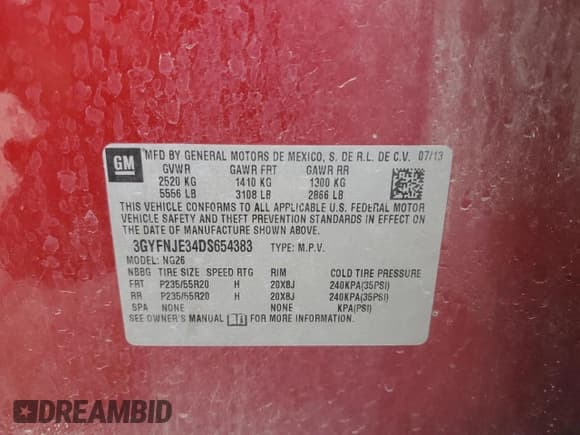 GM
MFD BY GENERAL MOTORS DE MEXICO, S. DE R.L. DE C.V. 07/13
GVWR GAWR FRT GAWR RR
2520 KG 1410 KG 1300 KG
5556 LB 3108 LB 2866 LB
THIS VEHICLE CONFORMS TO ALL APPLICABLE U.S. FEDERAL MOTOR
VEHICLE SAFETY AND THEFT PREVENTION STANDARDS IN EFFECT ON
THE DATE OF MANUFACTURE SHOWN ABOVE.
3GYFNJE34DS654383 TYPE: M.P.V.
MODEL: NG26
NBBG TIRE SIZE SPEED RTG RIM COLD TIRE PRESSURE
FRT P235/55R20 H 20X8J 240KPA(35PSI)
RR P235/55R20 H 20X8J 240KPA(35PSI)
SPA NONE NONE KPA(PSI)
SEE OWNER'S MANUAL FOR MORE INFORMATION.
DREAMBID